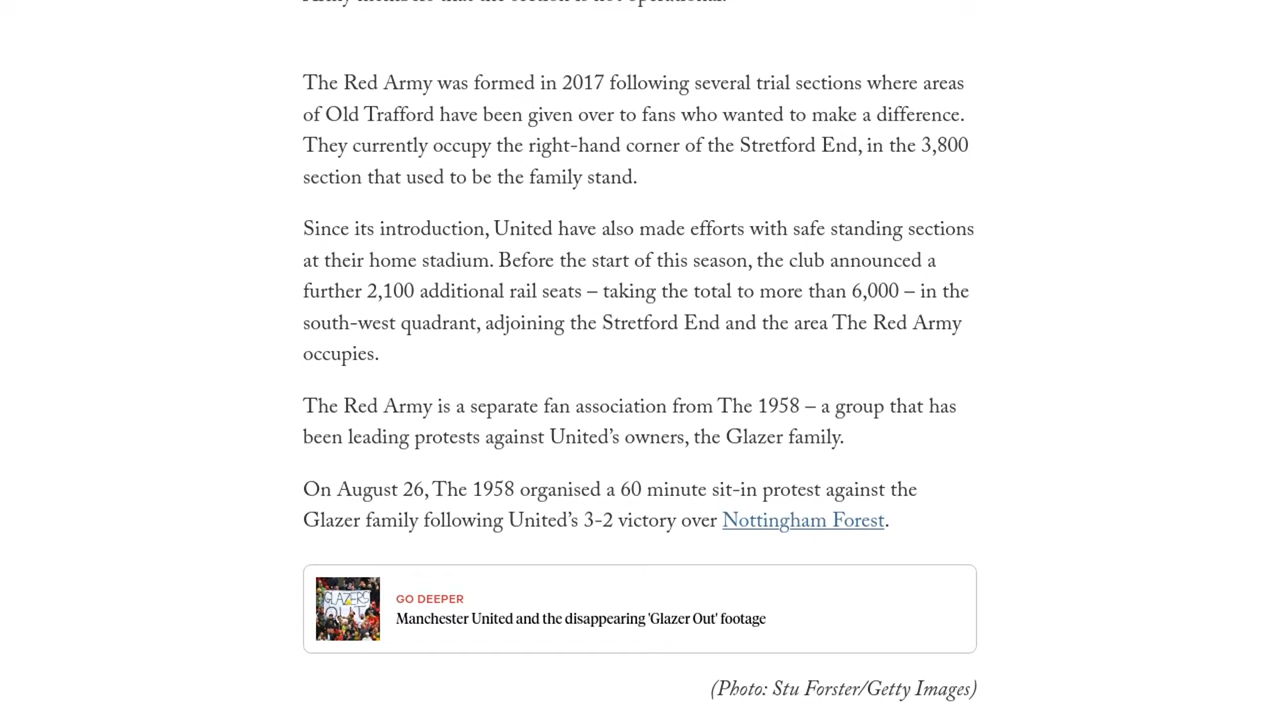 The Red Army was formed in 2017 following several trial sections where areas
of Old Trafford have been given over to fans who wanted to make a difference.
They currently occupy the right-hand corner of the Stretford End, in the 3,800
section that used to be the family stand.
Since its introduction, United have also made efforts with safe standing sections
at their home stadium. Before the start of this season, the club announced a
further 2,100 additional rail seats – taking the total to more than 6,000 – in the
south-west quadrant, adjoining the Stretford End and the area The Red Army
occupies.
The Red Army is a separate fan association from The 1958 – a group that has
been leading protests against United’s owners, the Glazer family.
On August 26, The 1958 organised a 60 minute sit-in protest against the
Glazer family following United’s 3-2 victory over Nottingham Forest.
GLAZERS
OUT
GO DEEPER
Manchester United and the disappearing 'Glazer Out' footage
(Photo: Stu Forster/Getty Images)